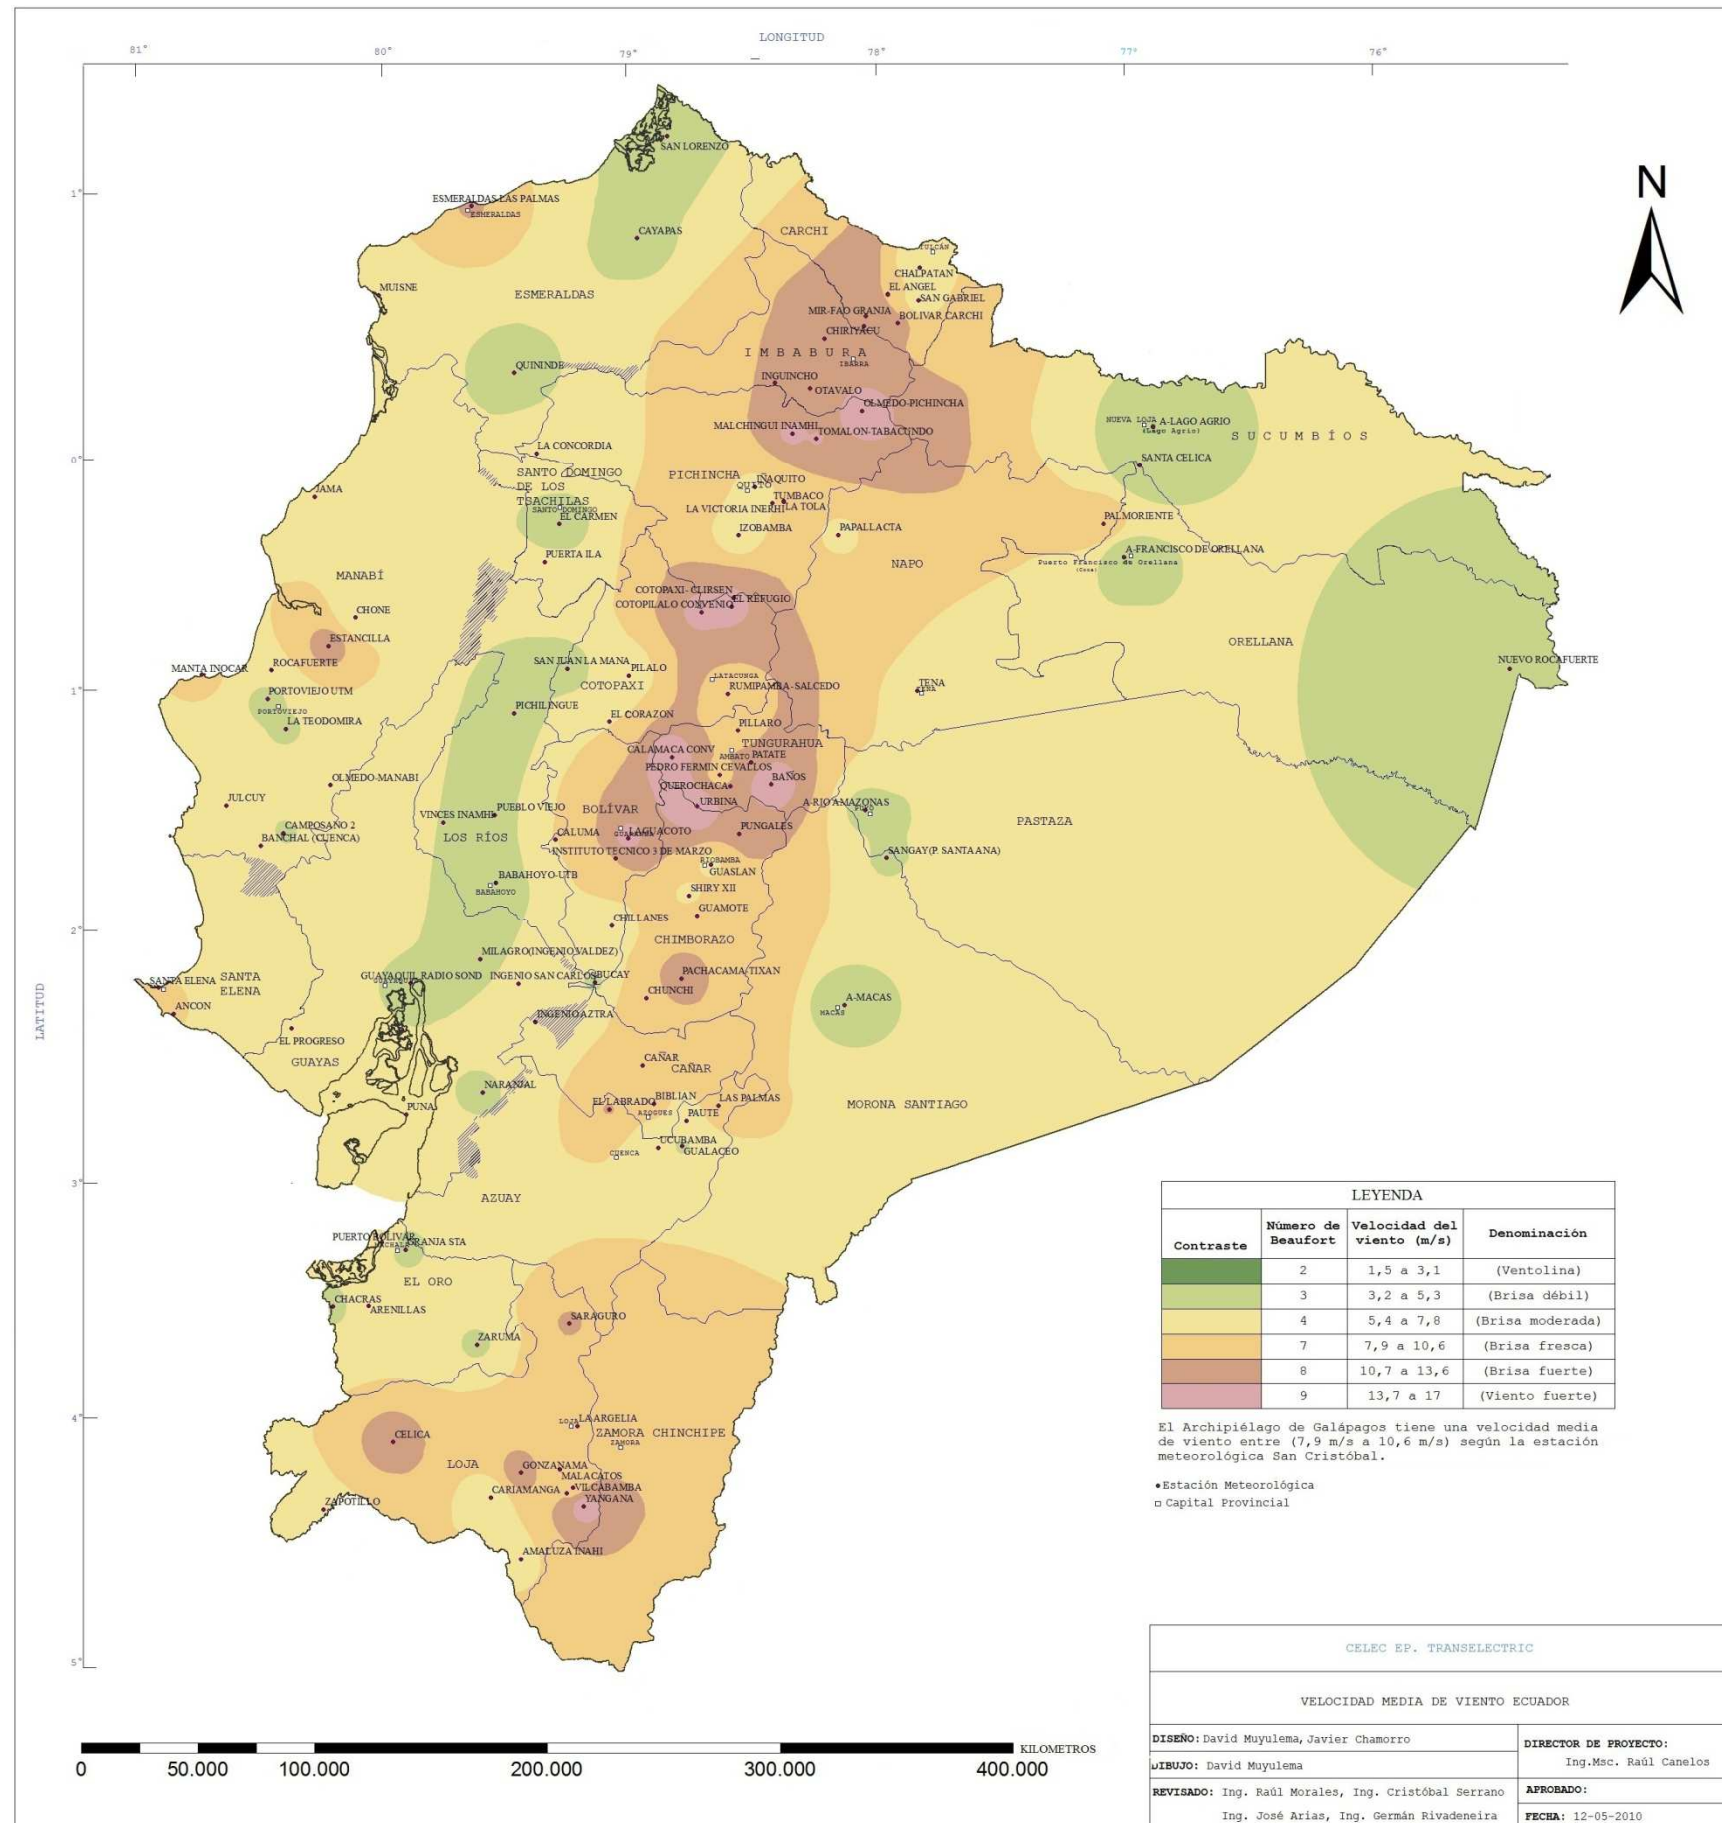 LONGITUD
81°
80°
79°
78°
77°
76°
LATITUD
1°
0°
1°
2°
3°
4°
5°
N
SAN LORENZO
ESMERALDAS-LAS PALMAS
ESMERALDAS
CAYAPAS
CARCHI
TULCÁN
CHALPATAN
EL ANGEL
SAN GABRIEL
MUISNE
ESMERALDAS
MIR-FAO GRANJA
BOLIVAR CARCHI
CHIRIYACU
IMBABURA
IBARRA
QUININDE
INGUINCHO
OTAVALO
OLMEDO-PICHINCHA
MALCHINGUI INAMHI
TOMALON-TABACUNDO
NUEVA LOJA
A-LAGO AGRIO
(Lago Agrio)
SUCUMBÍOS
LA CONCORDIA
SANTA CELICA
SANTO DOMINGO
DE LOS
TSACHILAS
SANTO DOMINGO
EL CARMEN
PICHINCHA
IÑAQUITO
QUITO
TUMBACO
LA TOLA
LA VICTORIA INERHI
JAMA
IZOBAMBA
PAPALLACTA
PALMORIENTE
PUERTA ILA
A-FRANCISCO DE ORELLANA
Puerto Francisco de Orellana
(Coca)
NAPO
MANABÍ
COTOPAXI- CLIRSEN
COTOPILALO CONVENIO
EL REFUGIO
CHONE
ESTANCILLA
ORELLANA
MANTA INOCAR
ROCAFUERTE
SAN JUAN LA MANA
PILALO
NUEVO ROCAFUERTE
COTOPAXI
LATACUNGA
RUMIPAMBA-SALCEDO
TENA
TENA
PORTOVIEJO UTM
PORTOVIEJO
LA TEODOMIRA
PICHILINGUE
EL CORAZON
PILLARO
TUNGURAHUA
CALAMACA CONV
AMBATO
PATATE
PEDRO FERMIN CEVALLOS
OLMEDO-MANABI
QUEROCHACA
BAÑOS
JULCUY
PUEBLO VIEJO
BOLÍVAR
URBINA
A-RIO AMAZONAS
PUYO
VINCES INAMHI
CAMPOSANO 2
LOS RÍOS
CALUMA
LAGUACOTO
GUARANDA
PUNGALES
PASTAZA
BANCHAL (CUENCA)
INSTITUTO TECNICO 3 DE MARZO
RIOBAMBA
GUASLAN
SANGAY(P. SANTA ANA)
BABAHOYO-UTB
BABAHOYO
SHIRY XII
GUAMOTE
CHILLANES
CHIMBORAZO
MILAGRO(INGENIO VALDEZ)
SANTA
ELENA
SANTA ELENA
GUAYAQUIL RADIO SOND
GUAYAQUIL
INGENIO SAN CARLOS
BUCAY
PACHACAMA-TIXAN
ANCON
CHUNCHI
A-MACAS
MACAS
INGENIO AZTRA
EL PROGRESO
GUAYAS
CAÑAR
CAÑAR
NARANJAL
EL LABRADO
BIBLIAN
LAS PALMAS
PUNA
AZOGUES
PAUTE
MORONA SANTIAGO
UCUBAMBA
GUALACEO
CUENCA
AZUAY
PUERTO BOLIVAR
MACHALA
GRANJA STA
EL ORO
CHACRAS
ARENILLAS
SARAGURO
ZARUMA
LOJA
LA ARGELIA
CELICA
ZAMORA CHINCHIPE
ZAMORA
LOJA
GONZANAMA
MALACATOS
VILCABAMBA
CARIAMANGA
YANGANA
ZAPOTILLO
AMALUZA INAHI
LEYENDA
Contraste Número de Beaufort Velocidad del viento (m/s) Denominación
2 1,5 a 3,1 (Ventolina)
3 3,2 a 5,3 (Brisa débil)
4 5,4 a 7,8 (Brisa moderada)
7 7,9 a 10,6 (Brisa fresca)
8 10,7 a 13,6 (Brisa fuerte)
9 13,7 a 17 (Viento fuerte)
El Archipiélago de Galápagos tiene una velocidad media
de viento entre (7,9 m/s a 10,6 m/s) según la estación
meteorológica San Cristóbal.
Estación Meteorológica
Capital Provincial
CELEC EP. TRANSELECTRIC
VELOCIDAD MEDIA DE VIENTO ECUADOR
DISEÑO: David Muyulema, Javier Chamorro
DIBUJO: David Muyulema
REVISADO: Ing. Raúl Morales, Ing. Cristóbal Serrano
Ing. José Arias, Ing. Germán Rivadeneira
DIRECTOR DE PROYECTO:
Ing.Msc. Raúl Canelos
APROBADO:
FECHA: 12-05-2010
KILOMETROS
0 50.000 100.000 200.000 300.000 400.000